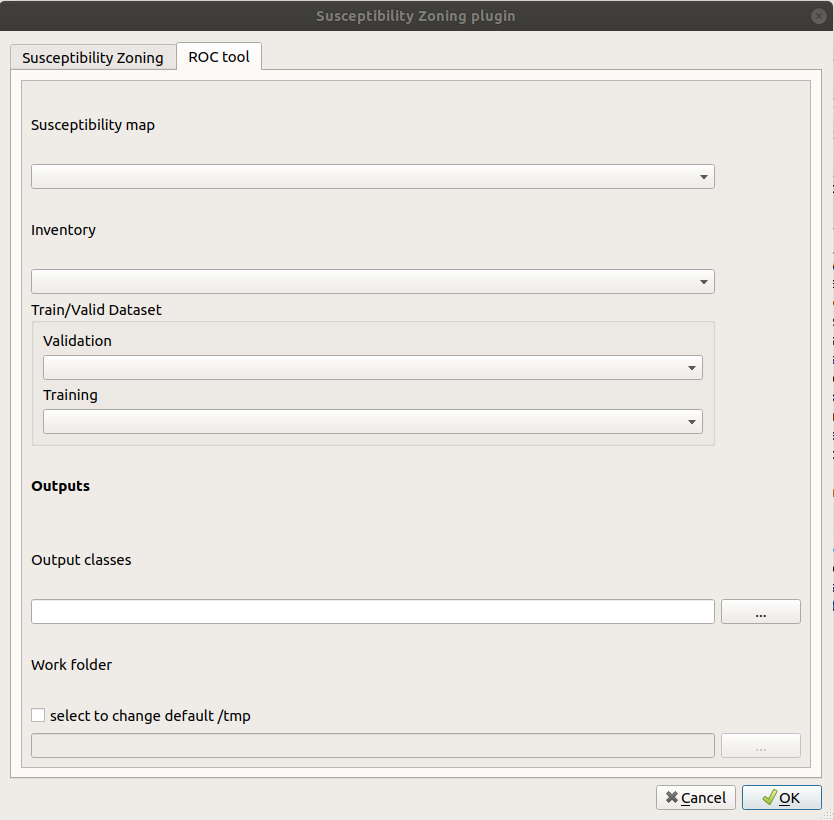 Susceptibility Zoning plugin
Susceptibility Zoning
ROC tool
Susceptibility map
Inventory
Train/Valid Dataset
Validation
Training
Outputs
Output classes
...
Work folder
select to change default /tmp
...
Cancel
OK